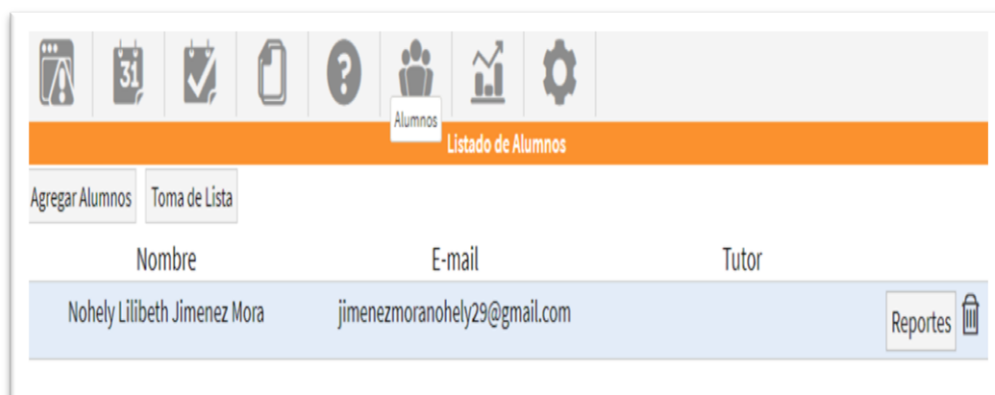 31
?
Alumnos
Listado de Alumnos
Agregar Alumnos Toma de Lista
Nombre E-mail Tutor
Nohely Lilibeth Jimenez Mora jimenezmoranohely29@gmail.com Reportes